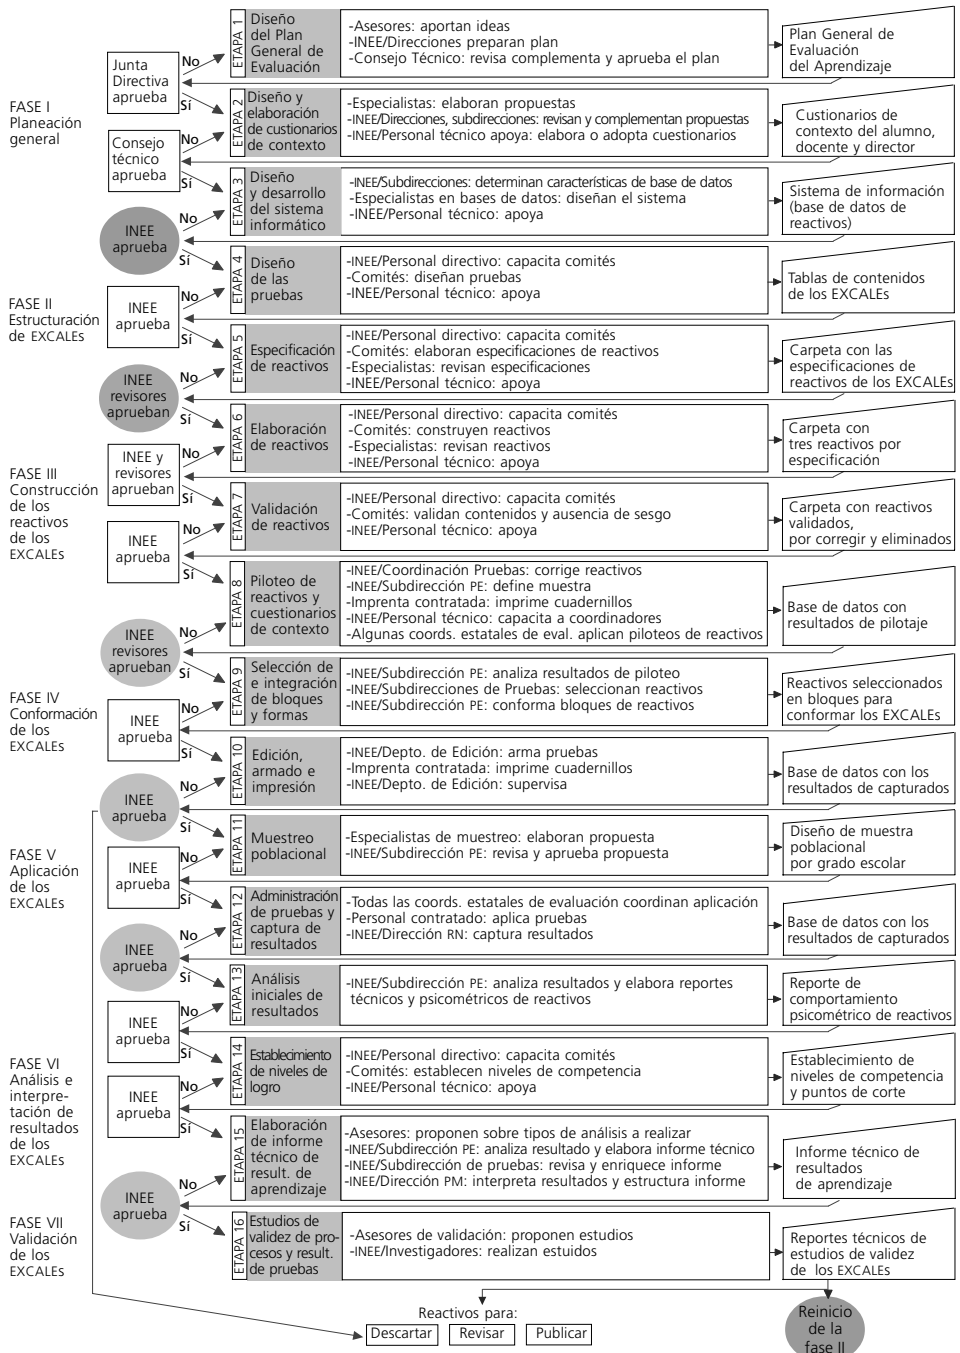 FASE I
Planeación
general
Junta
Directiva
aprueba
No
Sí
ETAPA 1
Diseño
del Plan
General de
Evaluación
-Asesores: aportan ideas
-INEE/Direcciones preparan plan
-Consejo Técnico: revisa complementa y aprueba el plan
Plan General de
Evaluación
del Aprendizaje
Consejo
técnico
aprueba
No
Sí
ETAPA 2
Diseño y
elaboración
de custionarios
de contexto
-Especialistas: elaboran propuestas
-INEE/Direcciones, subdirecciones: revisan y complementan propuestas
-INEE/Personal técnico apoya: elabora o adopta cuestionarios
Custionarios de
contexto del alumno,
docente y director
INEE
aprueba
No
Sí
ETAPA 3
Diseño
y desarrollo
del sistema
informático
-INEE/Subdirecciones: determinan características de base de datos
-Especialistas en bases de datos: diseñan el sistema
-INEE/Personal técnico: apoya
Sistema de información
(base de datos de
reactivos)
FASE II
Estructuración
de EXCALEs
INEE
aprueba
No
Sí
ETAPA 4
Diseño
de las
pruebas
-INEE/Personal directivo: capacita comités
-Comités: diseñan pruebas
-INEE/Personal técnico: apoya
Tablas de contenidos
de los EXCALEs
INEE
revisores
aprueban
No
Sí
ETAPA 5
Especificación
de reactivos
-INEE/Personal directivo: capacita comités
-Comités: elaboran especificaciones de reactivos
-Especialistas: revisan especificaciones
-INEE/Personal técnico: apoya
Carpeta con las
especificaciones de
reactivos de los EXCALEs
FASE III
Construcción
de los
reactivos
de los
EXCALEs
INEE y
revisores
aprueban
No
Sí
ETAPA 6
Elaboración
de reactivos
-INEE/Personal directivo: capacita comités
-Comités: construyen reactivos
-Especialistas: revisan reactivos
-INEE/Personal técnico: apoya
Carpeta con
tres reactivos por
especificación
INEE
aprueba
No
Sí
ETAPA 7
Validación
de reactivos
-INEE/Personal directivo: capacita comités
-Comités: validan contenidos y ausencia de sesgo
-INEE/Personal técnico: apoya
Carpeta con reactivos
validados,
por corregir y eliminados
INEE
revisores
aprueban
No
Sí
ETAPA 8
Piloteo de
reactivos y
cuestionarios
de contexto
-INEE/Coordinación Pruebas: corrige reactivos
-INEE/Subdirección PE: define muestra
-Imprenta contratada: imprime cuadernillos
-INEE/Personal técnico: capacita a coordinadores
-Algunas coords. estatales de eval. aplican piloteos de reactivos
Base de datos con
resultados de pilotaje
FASE IV
Conformación
de los
EXCALEs
INEE
aprueba
No
Sí
ETAPA 9
Selección de
e integración
de bloques
y formas
-INEE/Subdirección PE: analiza resultados de piloteo
-INEE/Subdirecciones de Pruebas: seleccionan reactivos
-INEE/Subdirección PE: conforma bloques de reactivos
Reactivos seleccionados
en bloques para
conformar los EXCALEs
INEE
aprueba
No
Sí
ETAPA 10
Edición,
armado e
impresión
-INEE/Depto. de Edición: arma pruebas
-Imprenta contratada: imprime cuadernillos
-INEE/Depto. de Edición: supervisa
Base de datos con los
resultados de capturados
FASE V
Aplicación
de los
EXCALEs
INEE
aprueba
No
Sí
ETAPA 11
Muestreo
poblacional
-Especialistas de muestreo: elaboran propuesta
-INEE/Subdirección PE: revisa y aprueba propuesta
Diseño de muestra
poblacional
por grado escolar
INEE
aprueba
No
Sí
ETAPA 12
Administración
de pruebas y
captura de
resultados
-Todas las coords. estatales de evaluación coordinan aplicación
-Personal contratado: aplica pruebas
-INEE/Dirección RN: captura resultados
Base de datos con los
resultados de capturados
FASE VI
Análisis e
interpre-
tación de
resultados
de los
EXCALEs
INEE
aprueba
No
Sí
ETAPA 13
Análisis
iniciales de
resultados
-INEE/Subdirección PE: analiza resultados y elabora reportes
técnicos y psicométricos de reactivos
Reporte de
comportamiento
psicométrico de reactivos
INEE
aprueba
No
Sí
ETAPA 14
Establecimiento
de niveles de
logro
-INEE/Personal directivo: capacita comités
-Comités: establecen niveles de competencia
-INEE/Personal técnico: apoya
Establecimiento de
niveles de competencia
y puntos de corte
INEE
aprueba
No
Sí
ETAPA 15
Elaboración
de informe
técnico de
result. de
aprendizaje
-Asesores: proponen sobre tipos de análisis a realizar
-INEE/Subdirección PE: analiza resultado y elabora informe técnico
-INEE/Subdirección de pruebas: revisa y enriquece informe
-INEE/Dirección PM: interpreta resultados y estructura informe
Informe técnico de
resultados
de aprendizaje
FASE VII
Validación
de los
EXCALEs
ETAPA 16
Estudios de
validez de pro-
cesos y result.
de pruebas
-Asesores de validación: proponen estudios
-INEE/Investigadores: realizan estuidos
Reportes técnicos de
estudios de validez
de los EXCALEs
Reactivos para:
Descartar
Revisar
Publicar
Reinicio
de la
fase II